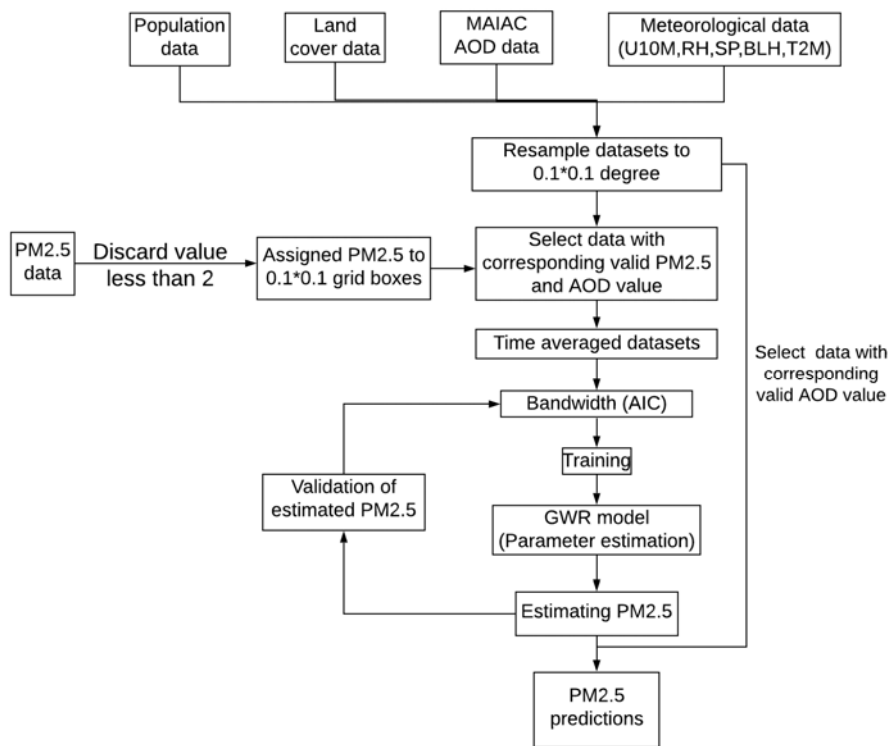 Population
data
Land
cover data
MAIAC
AOD data
Meteorological data
(U10M,RH,SP,BLH,T2M)
Resample datasets to
0.1*0.1 degree
PM2.5
data
Discard value
less than 2
Assigned PM2.5 to
0.1*0.1 grid boxes
Select data with
corresponding valid PM2.5
and AOD value
Time averaged datasets
Select data with
corresponding
valid AOD value
Bandwidth (AIC)
Training
Validation of
estimated PM2.5
GWR model
(Parameter estimation)
Estimating PM2.5
PM2.5
predictions